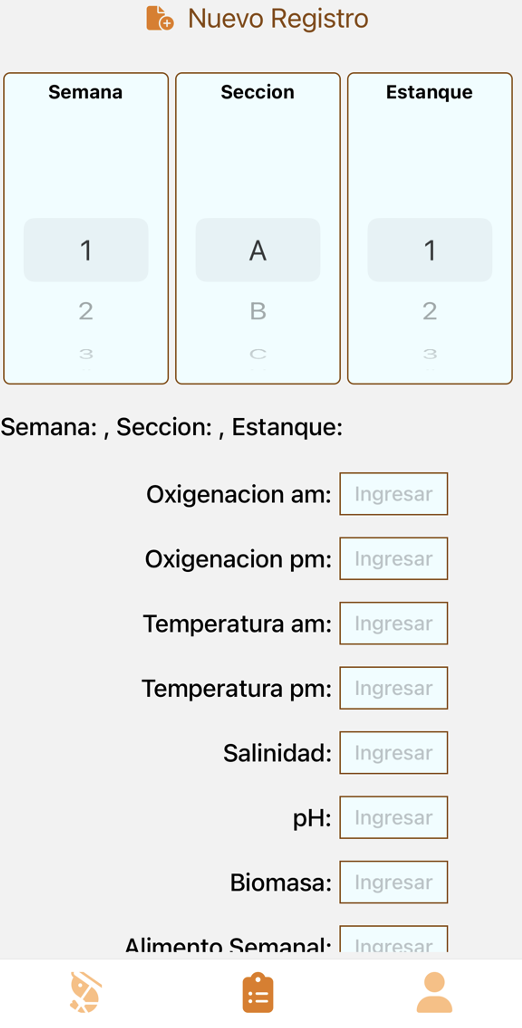 Nuevo Registro
Semana Seccion Estanque
1 A 1
2 B 2
3 C 3
Semana: , Seccion: , Estanque:
Oxigenacion am: Ingresar
Oxigenacion pm: Ingresar
Temperatura am: Ingresar
Temperatura pm: Ingresar
Salinidad: Ingresar
pH: Ingresar
Biomasa: Ingresar
Alimento Semanal: Ingresar